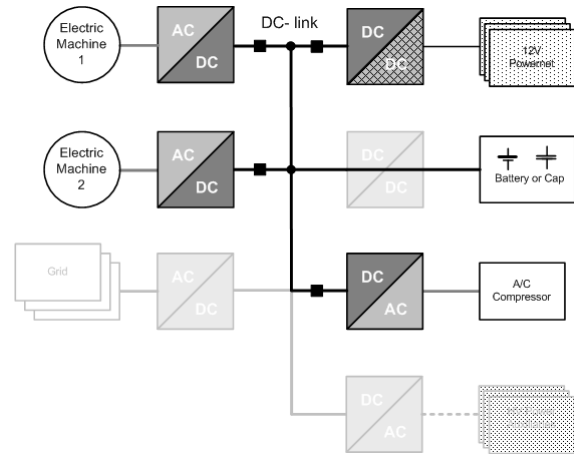 Electric
Machine
1
AC
DC
DC- link
DC
DC
12V
Powernet
Electric
Machine
2
AC
DC
DC
DC
Battery or Cap
Grid
AC
DC
DC
AC
A/C
Compressor
DC
AC